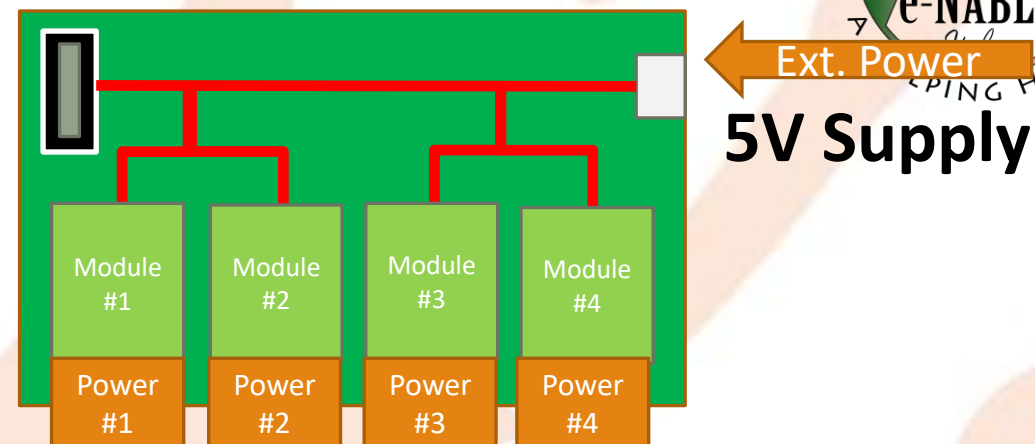 e-NABL
A
Ext. Power
PING H
5V Supply
Module
#1
Module
#2
Module
#3
Module
#4
Power
#1
Power
#2
Power
#3
Power
#4